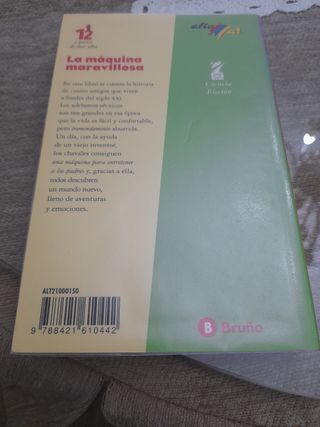 12
a partir
de doce años
La máquina
maravillosa
En este libro se cuenta la historia
de cuatro amigos que viven
a finales del siglo XXI.
Los adelantos técnicos
son tan grandes en esa época
que la vida es fácil y confortable,
pero tremendamente aburrida.
Un día, con la ayuda
de un viejo inventor,
los chavales consiguen
una máquina para entretener
a los padres y, gracias a ella,
todos descubren
un mundo nuevo,
lleno de aventuras
y emociones.
ALT21000150
9 788421 610442
Ciencia
Ficción
B Bruño